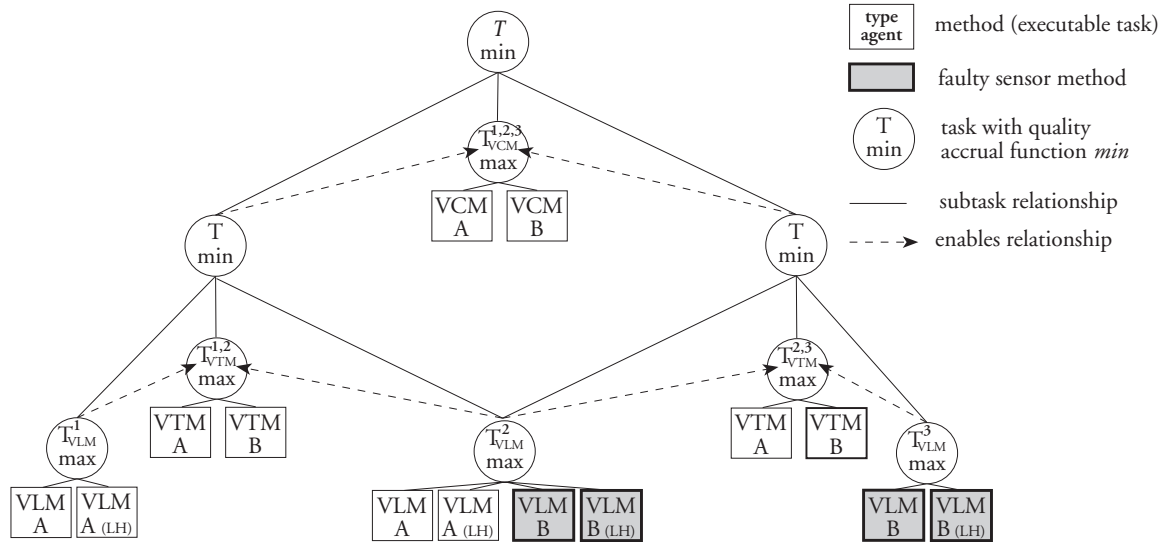 T
min
type
agent
method (executable task)
faulty sensor method
T
min
task with quality
accrual function min
subtask relationship
enables relationship
T 1,2,3 VCM
max
VCM
A
VCM
B
T
min
T
min
T 1,2 VTM
max
VTM
A
VTM
B
T 2,3 VTM
max
VTM
A
VTM
B
T 1 VLM
max
VLM
A
VLM
A (LH)
T 2 VLM
max
VLM
A
VLM
A (LH)
VLM
B
VLM
B (LH)
T 3 VLM
max
VLM
B
VLM
B (LH)